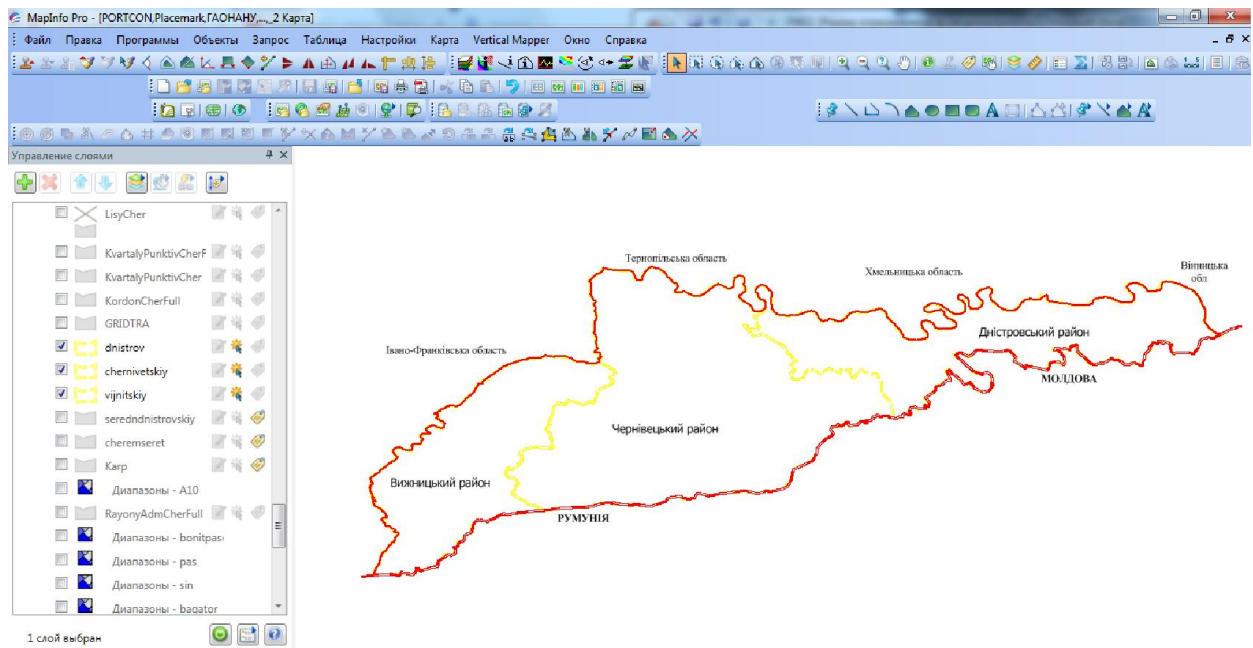 MapInfo Pro - [PORTCON,Placemark,ГАОНАНУ,...,_2 Карта]
Файл Правка Программы Объекты Запрос Таблица Настройки Карта Vertical Mapper Окно Справка
Управление слоями
LisyCher
KvartalyPunktivCherF
KvartalyPunktivCher
KordonCherFull
GRIDTRA
dnistrov
chernivetskiy
vijnitskiy
seredndnistrovskiy
cheremseret
Karp
Диапазоны - A10
RayonyAdmCherFull
Диапазоны - bonitpas
Диапазоны - pas
Диапазоны - sin
Диапазоны - bagator
1 слой выбран
Тернопільська область
Хмельницька область
Вінницька
обл
Дністровський район
Івано-Франківська область
МОЛДОВА
Чернівецький район
Вижницький район
РУМУНІЯ